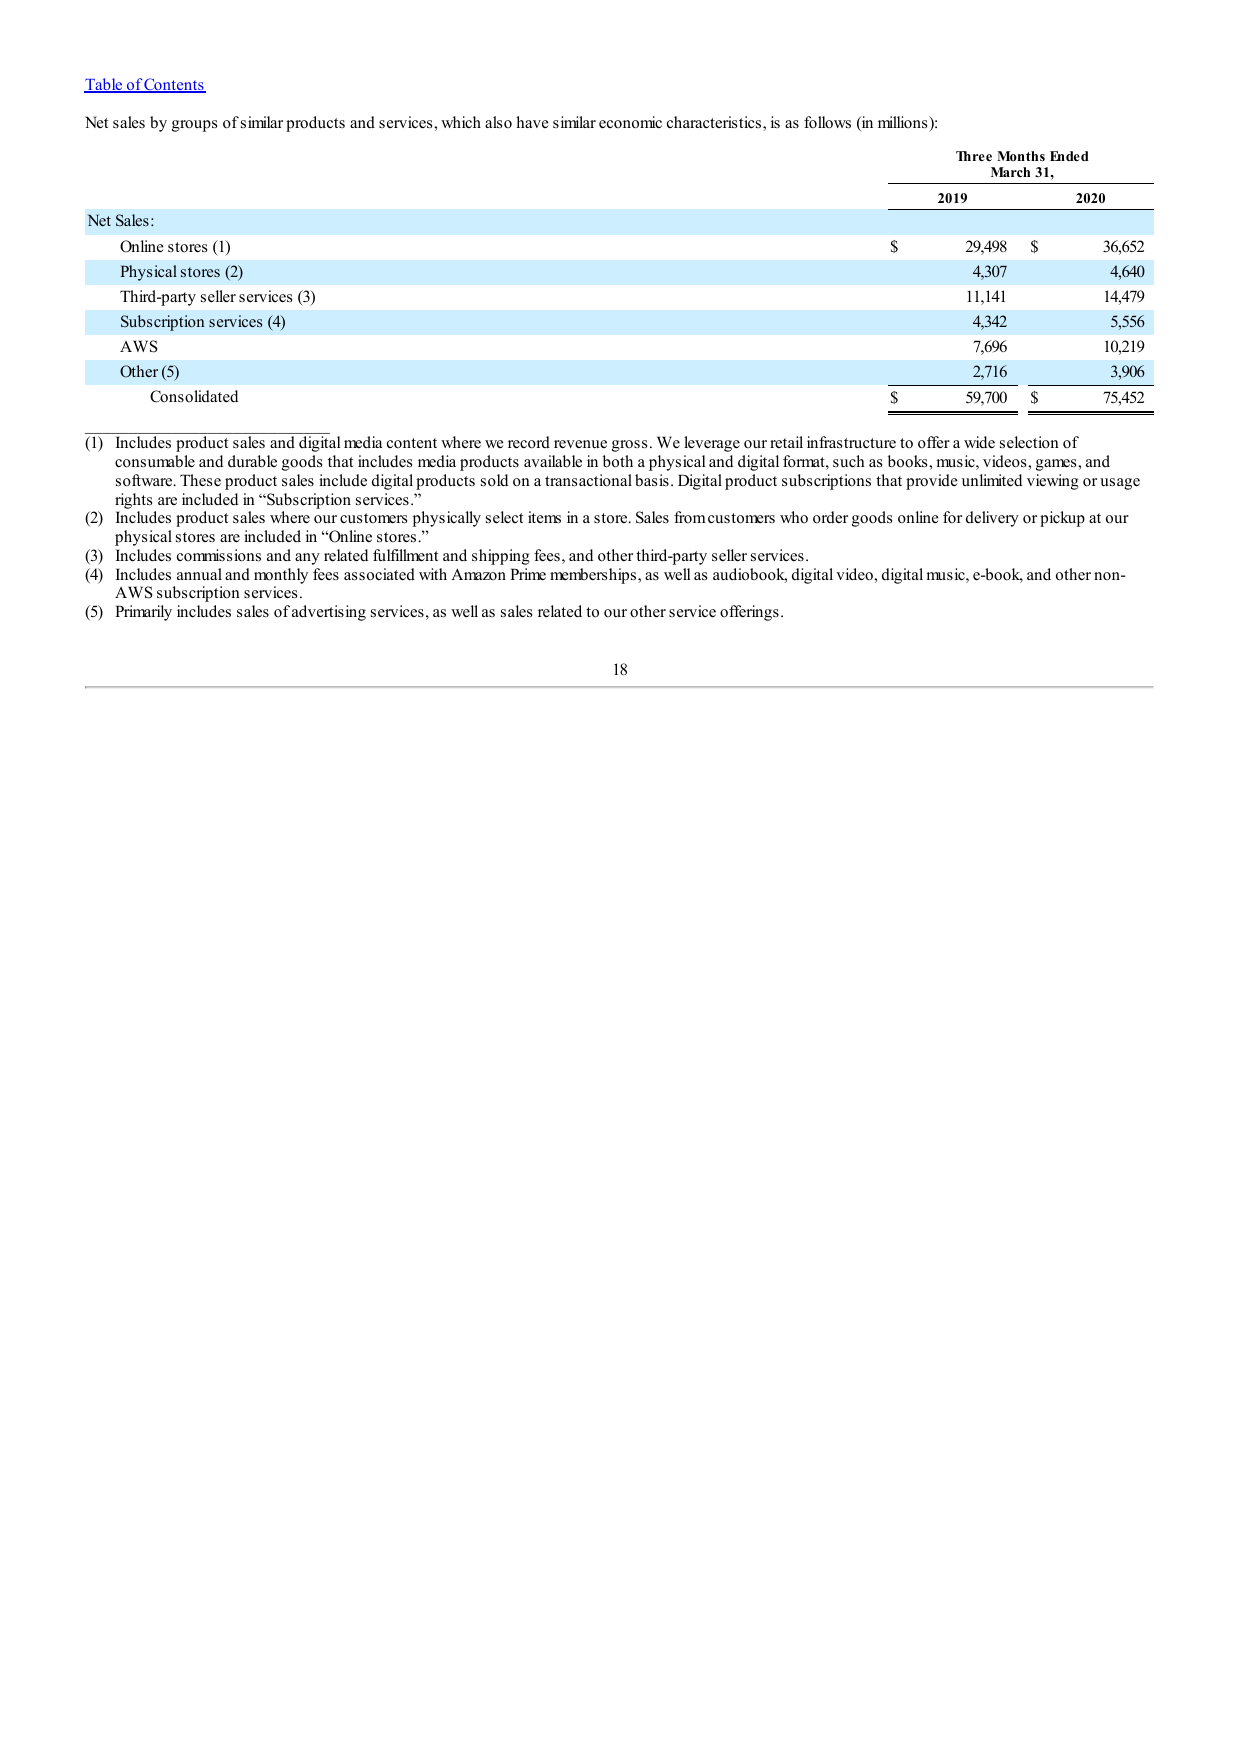 Table of Contents
Net sales by groups of similar products and services, which also have similar economic characteristics, is as follows (in millions):
Three Months Ended
March 31,
2019 2020
Net Sales:
Online stores (1) $ 29,498 $ 36,652
Physical stores (2) 4,307 4,640
Third-party seller services (3) 11,141 14,479
Subscription services (4) 4,342 5,556
AWS 7,696 10,219
Other (5) 2,716 3,906
Consolidated $ 59,700 $ 75,452
(1) Includes product sales and digital media content where we record revenue gross. We leverage our retail infrastructure to offer a wide selection of
consumable and durable goods that includes media products available in both a physical and digital format, such as books, music, videos, games, and
software. These product sales include digital products sold on a transactional basis. Digital product subscriptions that provide unlimited viewing or usage
rights are included in “Subscription services.”
(2) Includes product sales where our customers physically select items in a store. Sales from customers who order goods online for delivery or pickup at our
physical stores are included in “Online stores.”
(3) Includes commissions and any related fulfillment and shipping fees, and other third-party seller services.
(4) Includes annual and monthly fees associated with Amazon Prime memberships, as well as audiobook, digital video, digital music, e-book, and other non-
AWS subscription services.
(5) Primarily includes sales of advertising services, as well as sales related to our other service offerings.
18